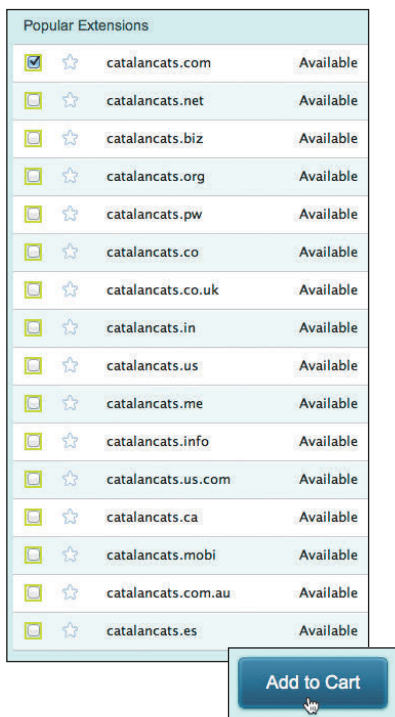 Popular Extensions
catalancats.com Available
catalancats.net Available
catalancats.biz Available
catalancats.org Available
catalancats.pw Available
catalancats.co Available
catalancats.co.uk Available
catalancats.in Available
catalancats.us Available
catalancats.me Available
catalancats.info Available
catalancats.us.com Available
catalancats.ca Available
catalancats.mobi Available
catalancats.com.au Available
catalancats.es Available
Add to Cart